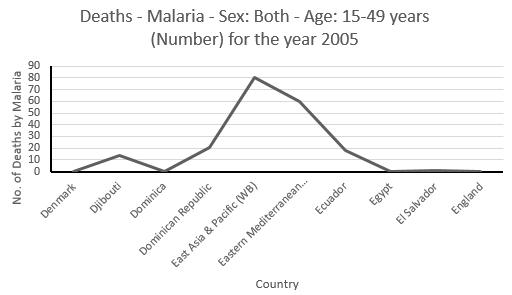 Deaths - Malaria - Sex: Both - Age: 15-49 years
(Number) for the year 2005
No. of Deaths by Malaria
90
80
70
60
50
40
30
20
10
0
Denmark
Djibouti
Dominica
Dominican Republic
East Asia & Pacific (WB)
Eastern Mediterranean...
Ecuador
Egypt
El Salvador
England
Country